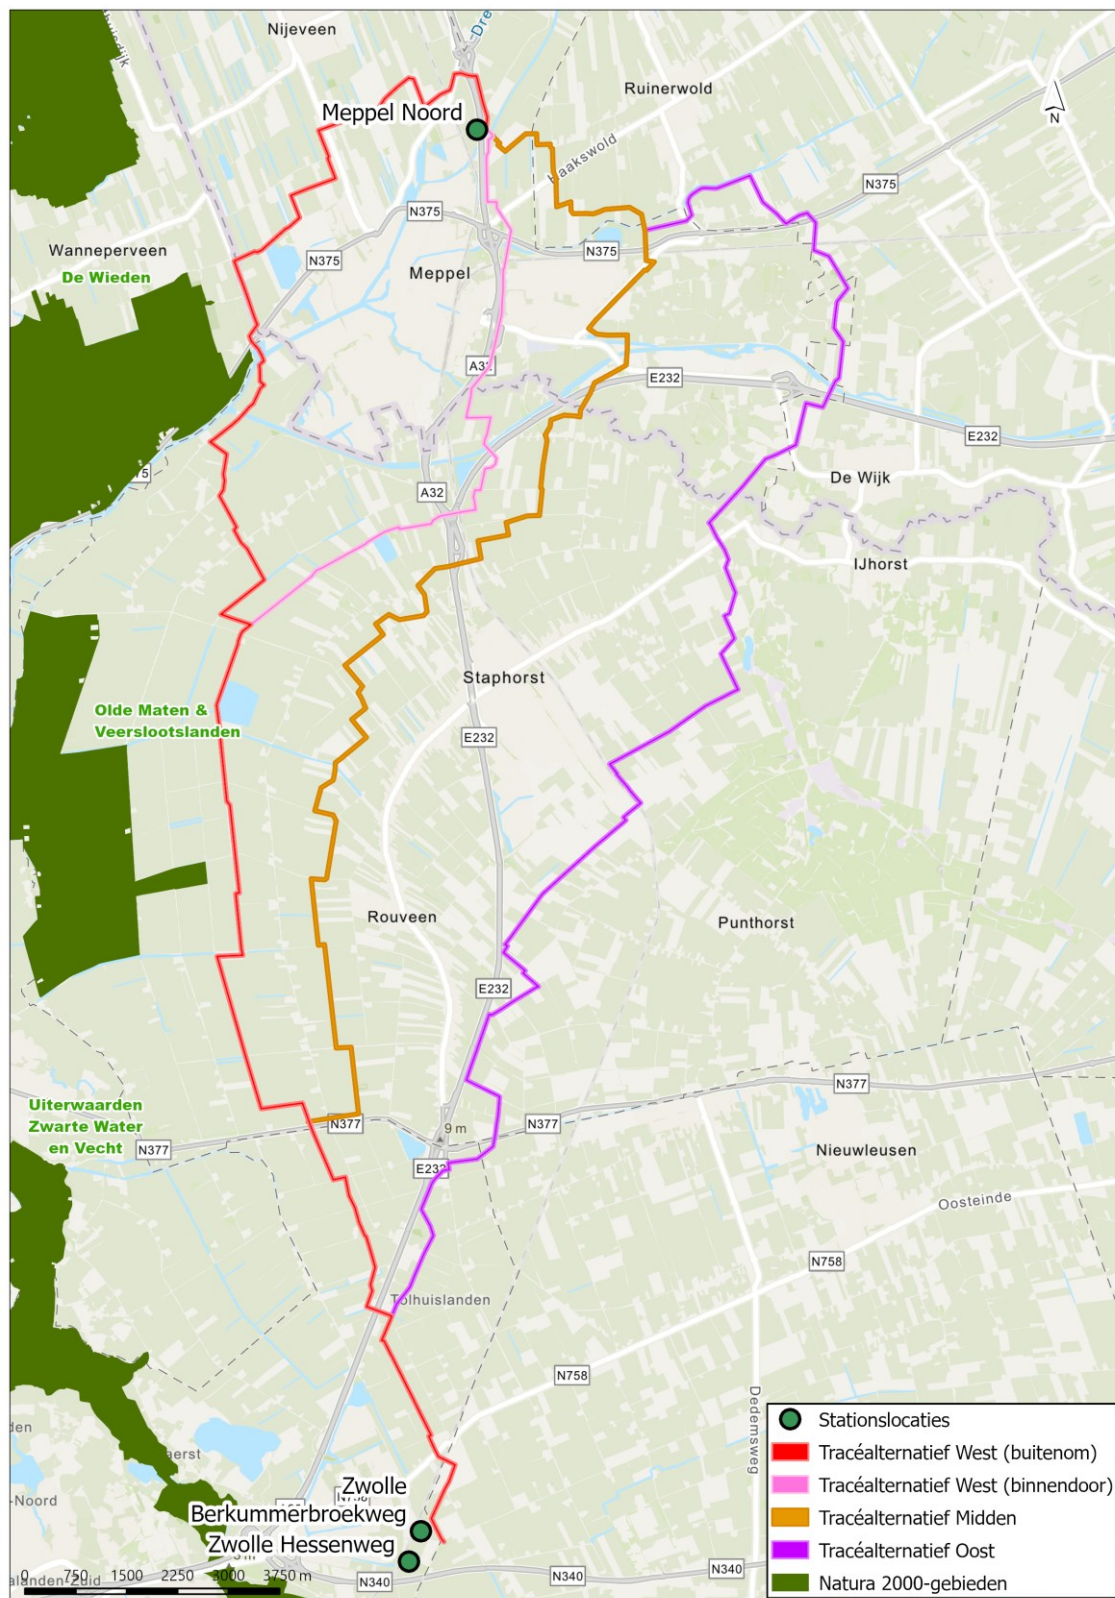 Nijeveen
Ruinerwold
Meppel Noord
Haakswold
N
N375
N375
Wanneperveen
N375
N375
De Wieden
Meppel
A32
E232
E232
De Wijk
A32
IJhorst
Staphorst
Olde Maten &
Veerslootslanden
E232
Rouveen
Punthorst
E232
N377
Uiterwaarden
Zwarte Water
en Vecht
N377
N377
9 m
N377
E232
Nieuwleusen
Oosteinde
N758
Tolhuislanden
N758
Dedemsweg
Zwolle
Berkummerbroekweg
Zwolle Hessenweg
N340
N340
N340
0 750 1500 2250 3000 3750 m
Stationslocaties
Tracéalternatief West (buitenom)
Tracéalternatief West (binnendoor)
Tracéalternatief Midden
Tracéalternatief Oost
Natura 2000-gebieden